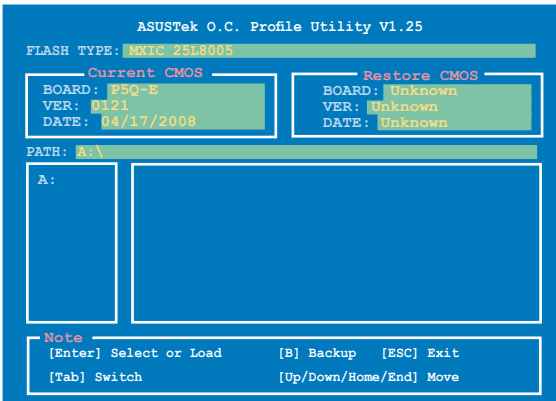 ASUSTek O.C. Profile Utility V1.25
FLASH TYPE: MXIC 25L8005
Current CMOS
BOARD: P5Q-E
VER: 0121
DATE: 04/17/2008
Restore CMOS
BOARD: Unknown
VER: Unknown
DATE: Unknown
PATH: A:\
A:
Note
[Enter] Select or Load [B] Backup [ESC] Exit
[Tab] Switch [Up/Down/Home/End] Move